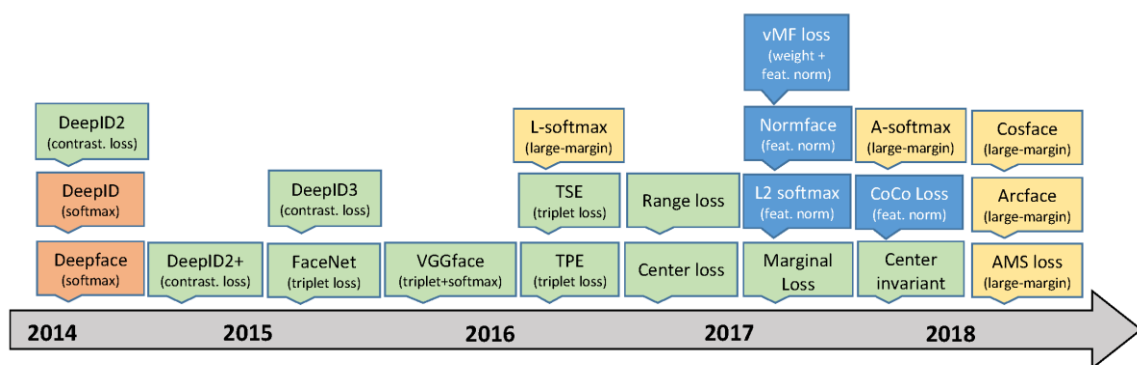 vMF loss
(weight +
feat. norm)
DeepID2
(contrast. loss)
L-softmax
(large-margin)
Normface
(feat. norm)
A-softmax
(large-margin)
Cosface
(large-margin)
DeepID
(softmax)
DeepID3
(contrast. loss)
TSE
(triplet loss)
Range loss
L2 softmax
(feat. norm)
CoCo Loss
(feat. norm)
Arcface
(large-margin)
Deepface
(softmax)
DeepID2+
(contrast. loss)
FaceNet
(triplet loss)
VGGface
(triplet+softmax)
TPE
(triplet loss)
Center loss
Marginal
Loss
Center
invariant
AMS loss
(large-margin)
2014
2015
2016
2017
2018